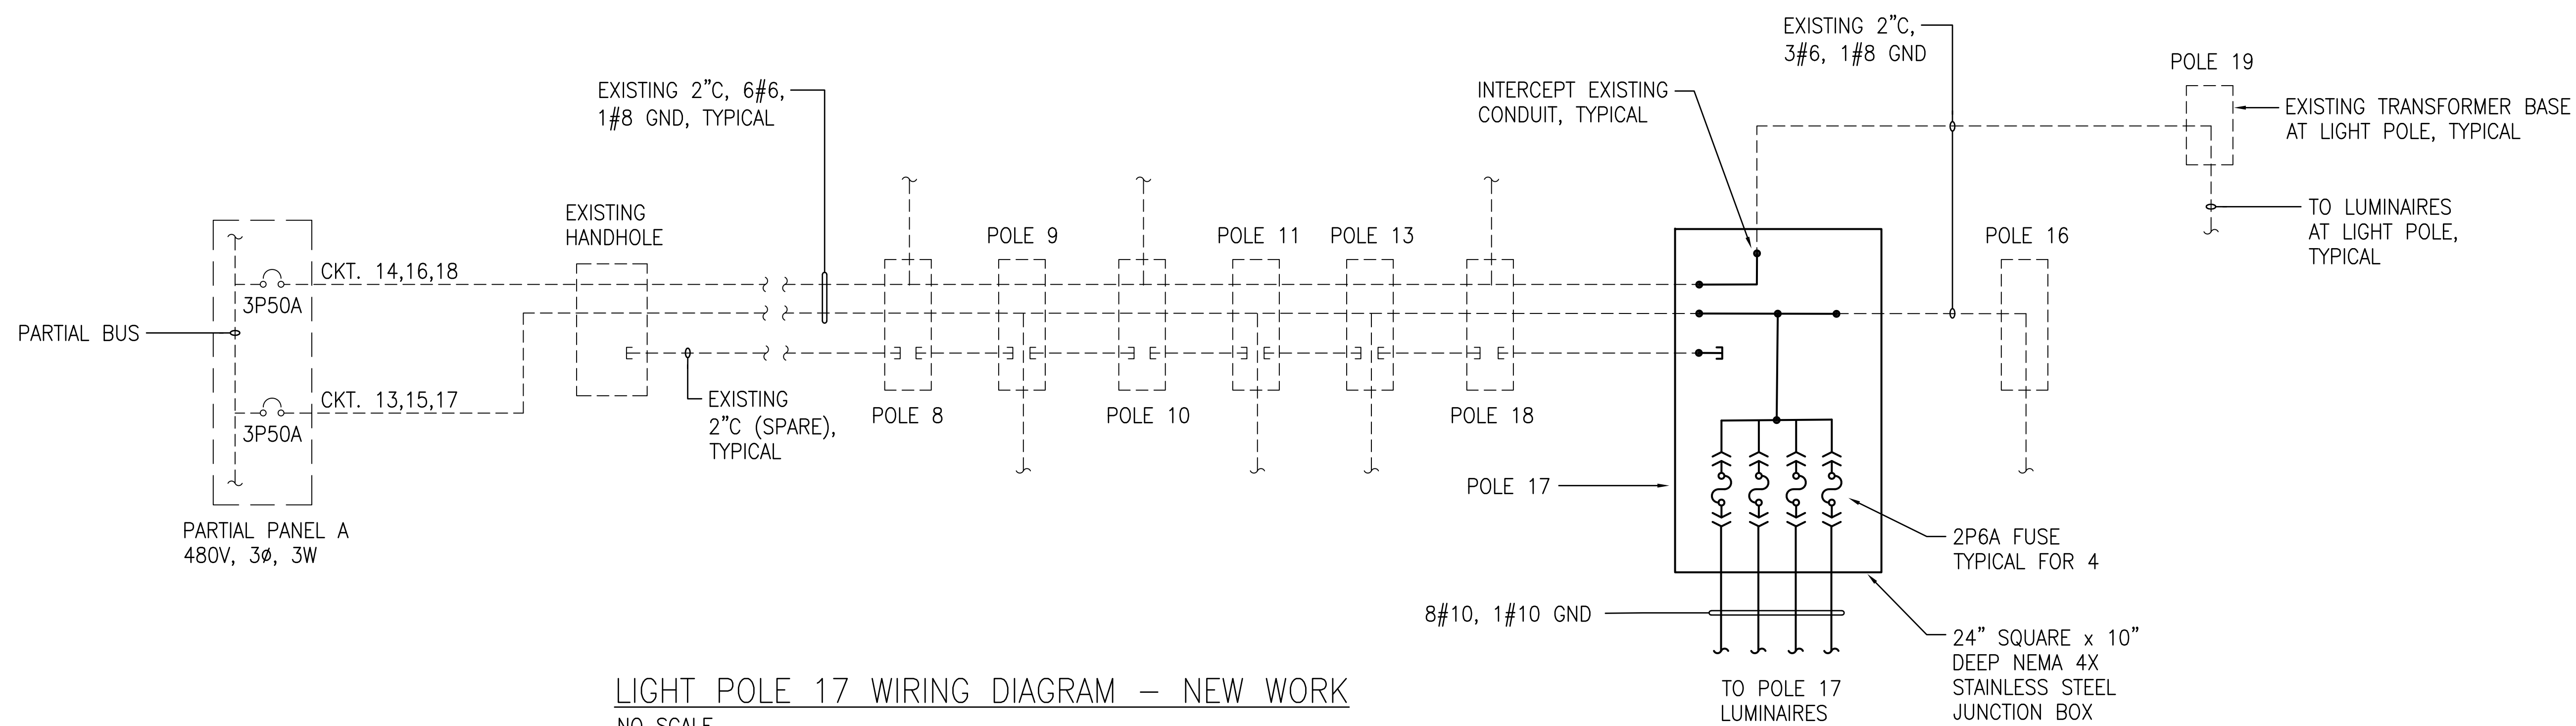 EXISTING 2"C,
3#6, 1#8 GND
POLE 19
EXISTING TRANSFORMER BASE
AT LIGHT POLE, TYPICAL
EXISTING 2"C, 6#6,
1#8 GND, TYPICAL
INTERCEPT EXISTING
CONDUIT, TYPICAL
TO LUMINAIRES
AT LIGHT POLE,
TYPICAL
EXISTING
HANDHOLE
POLE 9
POLE 11
POLE 13
POLE 16
CKT. 14,16,18
3P50A
PARTIAL BUS
CKT. 13,15,17
3P50A
EXISTING
2"C (SPARE),
TYPICAL
POLE 8
POLE 10
POLE 18
POLE 17
PARTIAL PANEL A
480V, 3ø, 3W
2P6A FUSE
TYPICAL FOR 4
8#10, 1#10 GND
24" SQUARE x 10"
DEEP NEMA 4X
STAINLESS STEEL
JUNCTION BOX
TO POLE 17
LUMINAIRES
LIGHT POLE 17 WIRING DIAGRAM – NEW WORK
NO SCALE